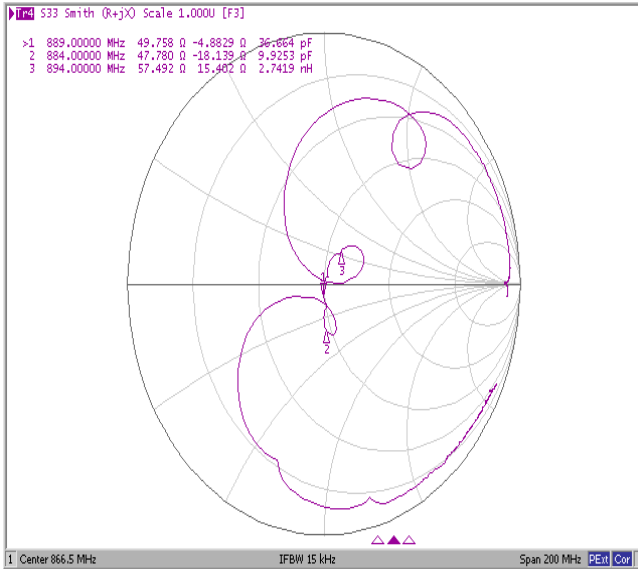 Tr4 S33 Smith (R+jX) Scale 1.000U [F3]
>1 889.00000 MHz 49.758 Ω -4.8829 Ω 36.664 pF
2 884.00000 MHz 47.780 Ω -18.139 Ω 9.9253 pF
3 894.00000 MHz 57.492 Ω 15.402 Ω 2.7419 nH
3
1
2
1 Center 866.5 MHz IFBW 15 kHz Span 200 MHz PExt Cor